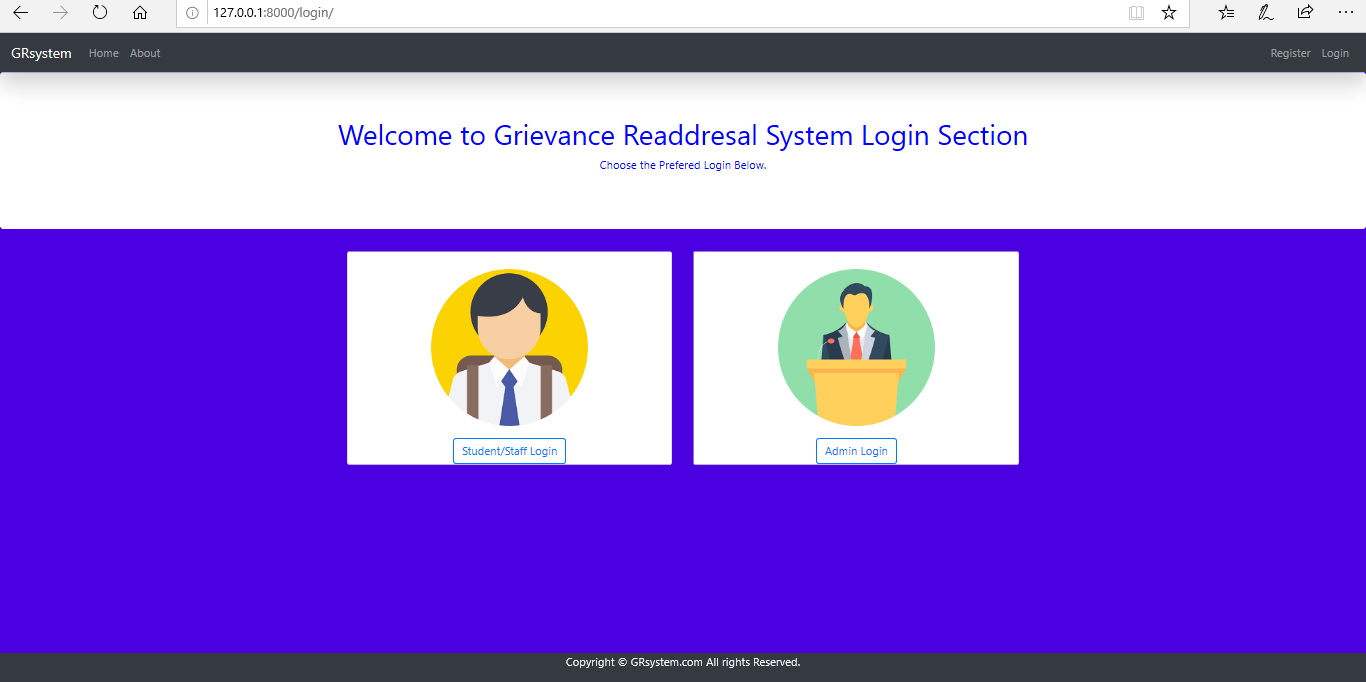 127.0.0.1:8000/login/
GRsystem Home About Register Login
Welcome to Grievance Readdresal System Login Section
Choose the Prefered Login Below.
Student/Staff Login Admin Login
Copyright © GRsystem.com All rights Reserved.